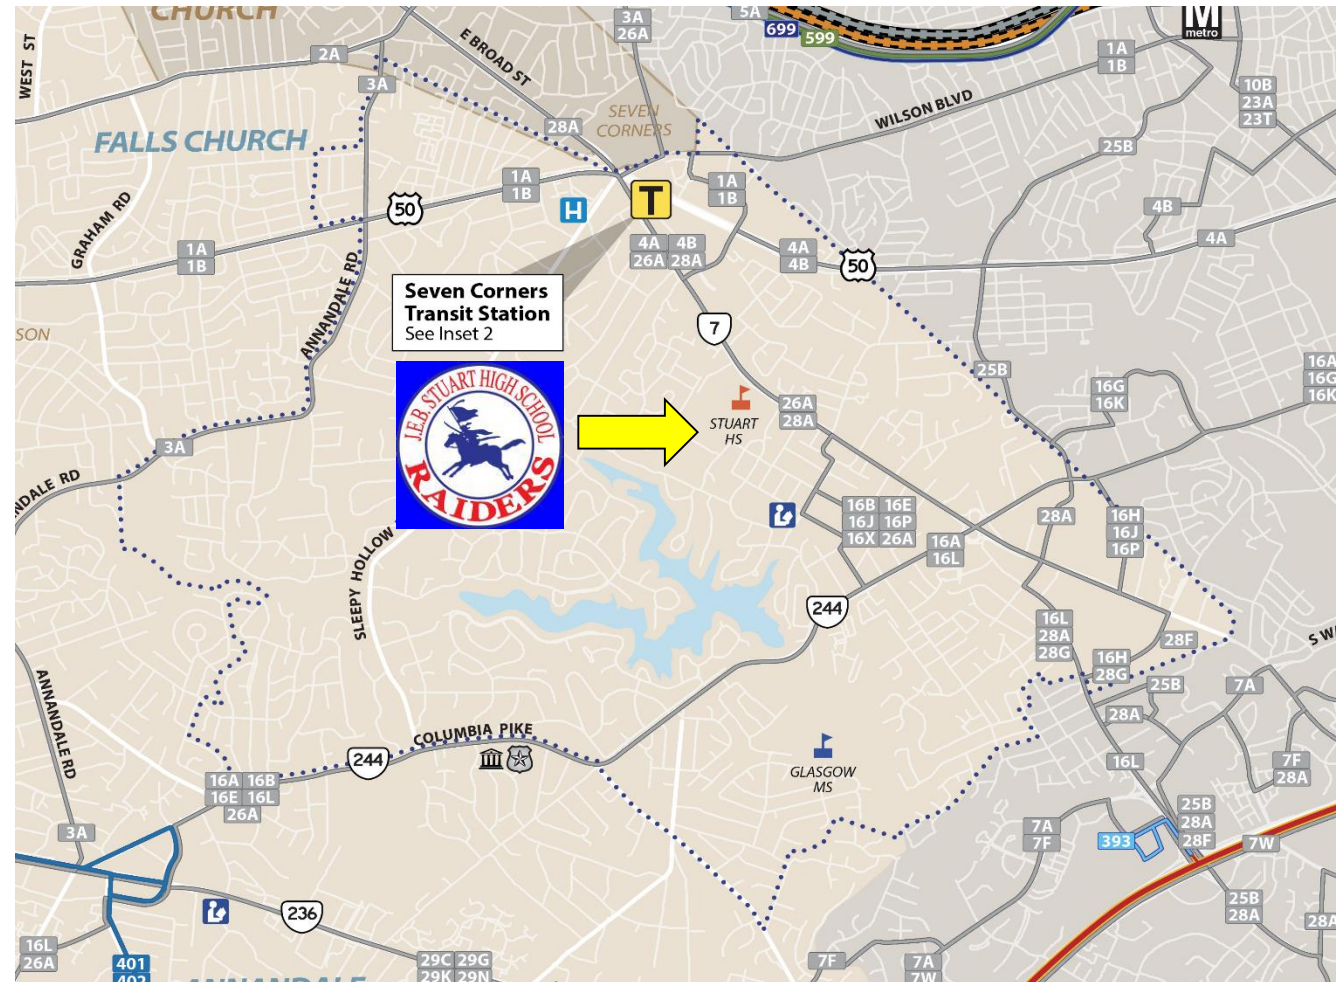 CHURCH
WEST ST
2A
3A
E BROAD ST
3A
26A
5A
699
599
M
metro
1A
1B
10B
23A
23T
FALLS CHURCH
28A
SEVEN
CORNERS
WILSON BLVD
25B
GRAHAM RD
50
1A
1B
H
T
1A
1B
4B
4A
1A
1B
4A 4B
26A 28A
4A
4B
50
ANNANDALE RD
Seven Corners
Transit Station
See Inset 2
7
SON
J.E.B. STUART HIGH SCHOOL
RAIDERS
STUART
HS
26A
28A
25B
16G
16K
16A
16G
16K
3A
NDALE RD
16B 16E
16J 16P
16X 26A
16A
16L
28A
16H
16J
16P
SLEEPY HOLLOW
244
16L
28A
28G
28F
16H
28G
S W
25B
7A
28A
ANNANDALE RD
COLUMBIA PIKE
244
GLASGOW
MS
16L
7F
28A
16A 16B
16E 16L
26A
3A
7A
7F
393
25B
28A
28F
7W
236
25B
28A
28A
16L
26A
401
402
ANNANDALE
29C 29G
29K 29N
7F
7A
7W